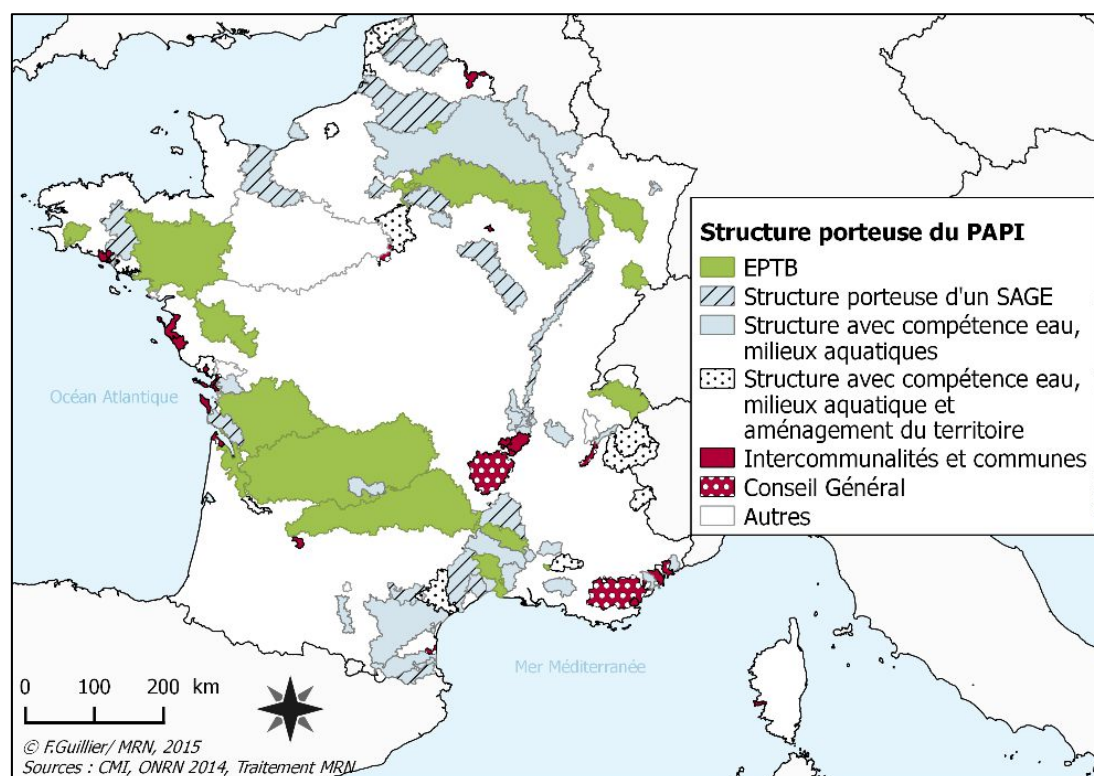 Structure porteuse du PAPI
EPTB
Structure porteuse d'un SAGE
Structure avec compétence eau,
milieux aquatiques
Structure avec compétence eau,
milieux aquatique et
aménagement du territoire
Intercommunalités et communes
Conseil Général
Autres
Océan Atlantique
Mer Méditerranée
0 100 200 km
© F.Guillier/ MRN, 2015
Sources : CMI, ONRN 2014, Traitement MRN